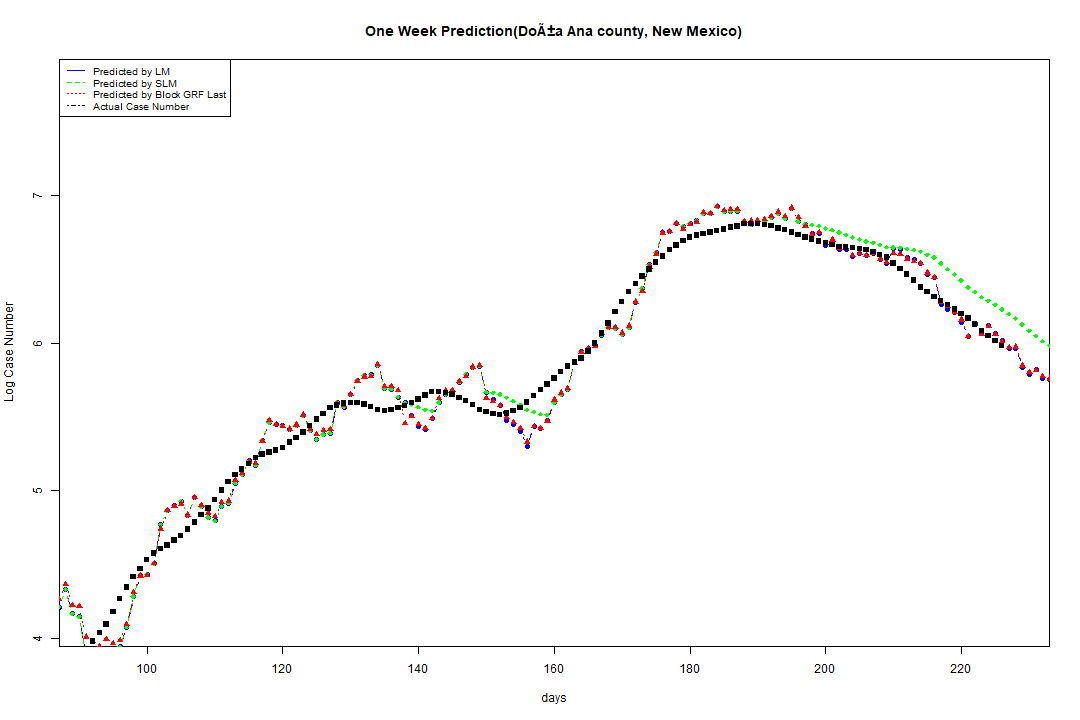 One Week Prediction(DoÃ±a Ana county, New Mexico)
Predicted by LM
Predicted by SLM
Predicted by Block GRF Last
Actual Case Number
7
6
5
4
Log Case Number
100 120 140 160 180 200 220
days